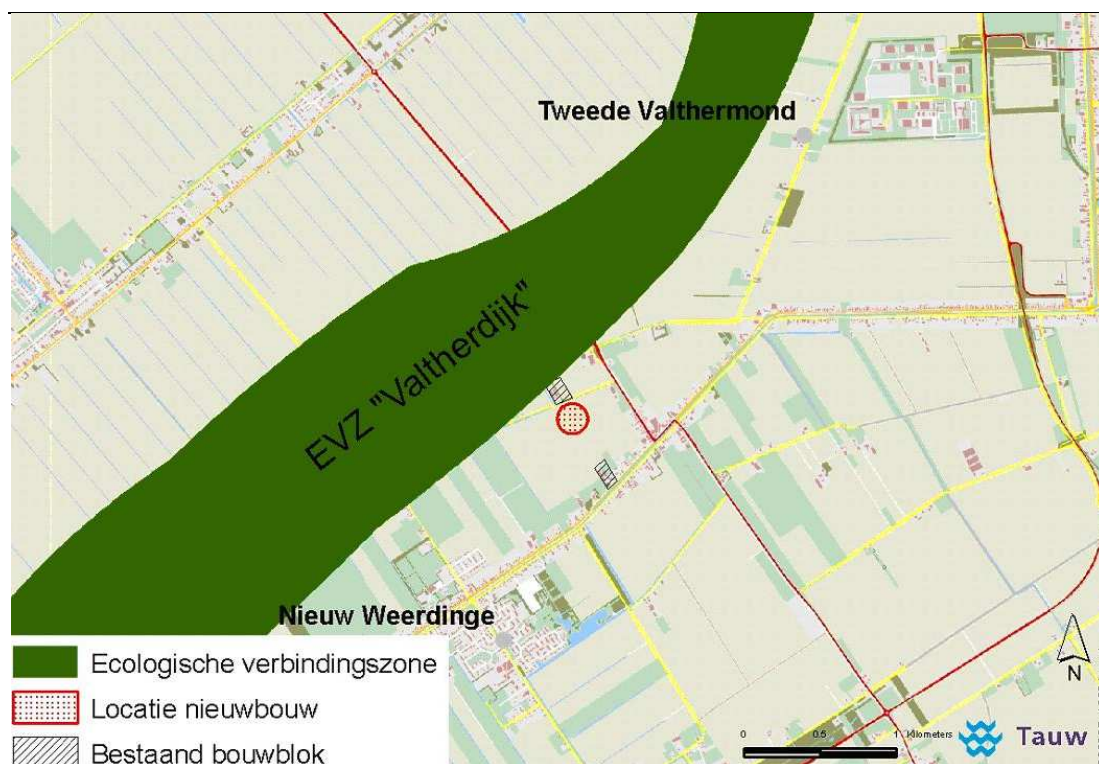 Tweede Valthermond
EVZ "Valtherdijk"
Nieuw Weerdinge
Ecologische verbindingszone
Locatie nieuwbouw
Bestaand bouwblok
N
0 0.5 1 Kilometers
Tauw